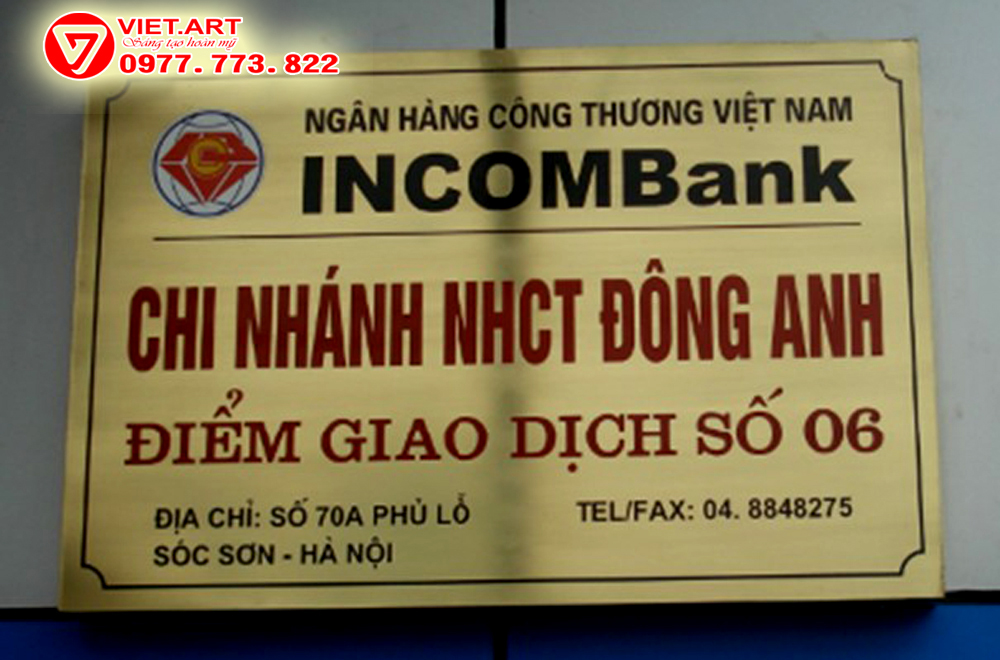 VIET.ART
Sáng tạo hoàn mỹ
0977. 773. 822
NGÂN HÀNG CÔNG THƯƠNG VIỆT NAM
INCOMBank
CHI NHÁNH NHCT ĐÔNG ANH
ĐIỂM GIAO DỊCH SỐ 06
ĐỊA CHỈ: SỐ 70A PHỦ LỖ
SÓC SƠN - HÀ NỘI
TEL/FAX: 04. 8848275